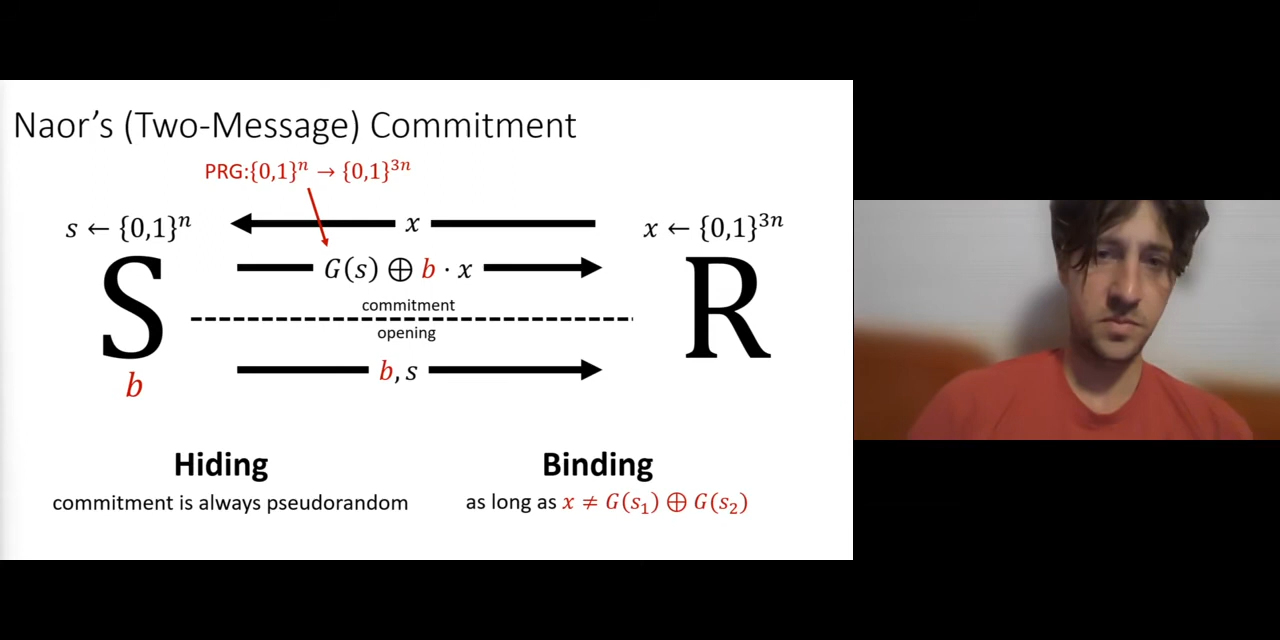 Naor's (Two-Message) Commitment
PRG:{0,1}ⁿ → {0,1}³ⁿ
s ← {0,1}ⁿ
x
x ← {0,1}³ⁿ
G(s) ⊕ b · x
S
R
commitment
opening
b, s
b
Hiding
Binding
commitment is always pseudorandom
as long as x ≠ G(s₁) ⊕ G(s₂)